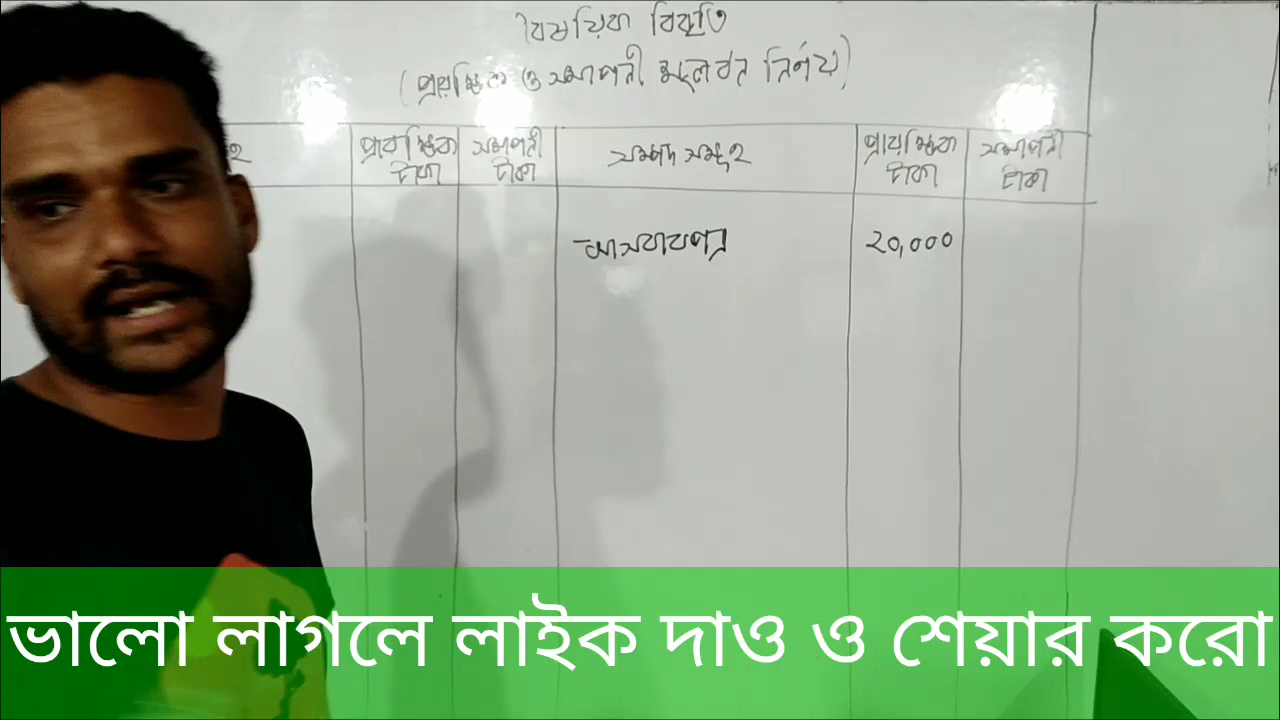 বৈষয়িক বিবৃতি
(প্রারম্ভিক ও সমাপনী মূলধন নির্ণয়)
প্রারম্ভিক টাকা
সমাপনী টাকা
সম্পদ সমূহ
প্রারম্ভিক টাকা
সমাপনী টাকা
আসবাবপত্র ২০,০০০
ভালো লাগলে লাইক দাও ও শেয়ার করো